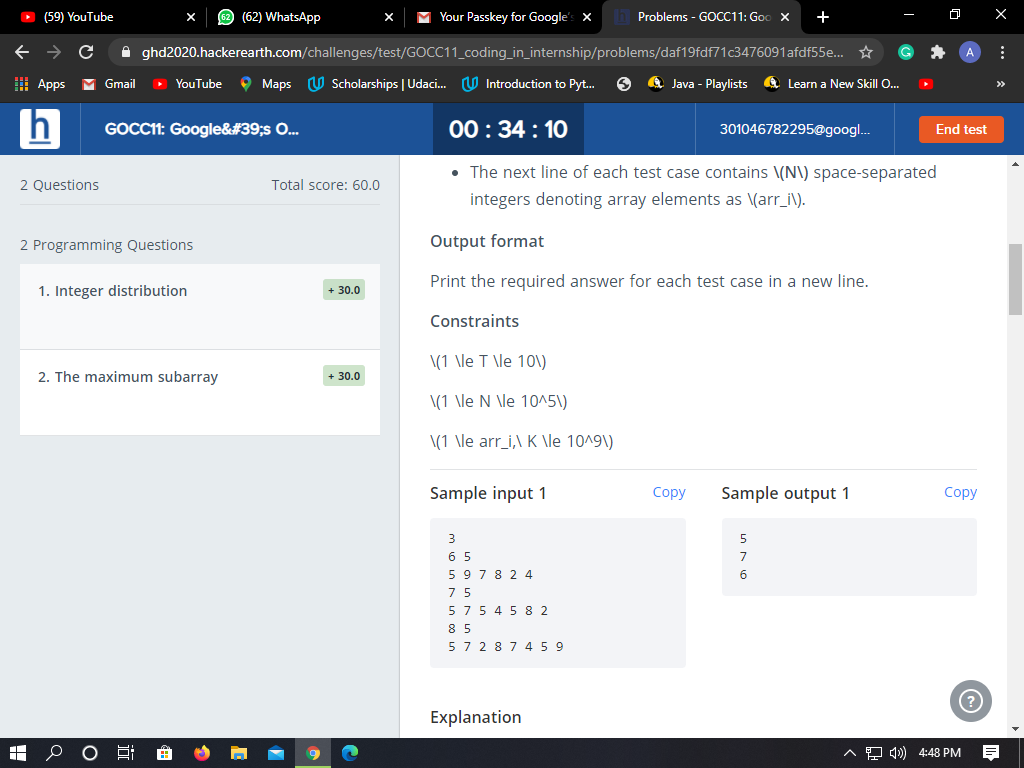 (59) YouTube
(62) WhatsApp
Your Passkey for Google'
Problems - GOCC11: Goo
ghd2020.hackerearth.com/challenges/test/GOCC11_coding_in_internship/problems/daf19fdf71c3476091afdf55e...
A
Apps
Gmail
YouTube
Maps
Scholarships | Udaci...
Introduction to Pyt...
Java - Playlists
Learn a New Skill O...
»
h
GOCC11: Google&#39;s O...
00 : 34 : 10
301046782295@googl...
End test
2 Questions
Total score: 60.0
2 Programming Questions
1. Integer distribution
+ 30.0
2. The maximum subarray
+ 30.0
• The next line of each test case contains \(N\) space-separated
integers denoting array elements as \(arr_i\).
Output format
Print the required answer for each test case in a new line.
Constraints
\(1 \le T \le 10\)
\(1 \le N \le 10^5\)
\(1 \le arr_i,\ K \le 10^9\)
Sample input 1
Copy
3
6 5
5 9 7 8 2 4
7 5
5 7 5 4 5 8 2
8 5
5 7 2 8 7 4 5 9
Sample output 1
Copy
5
7
6
Explanation
?
4:48 PM